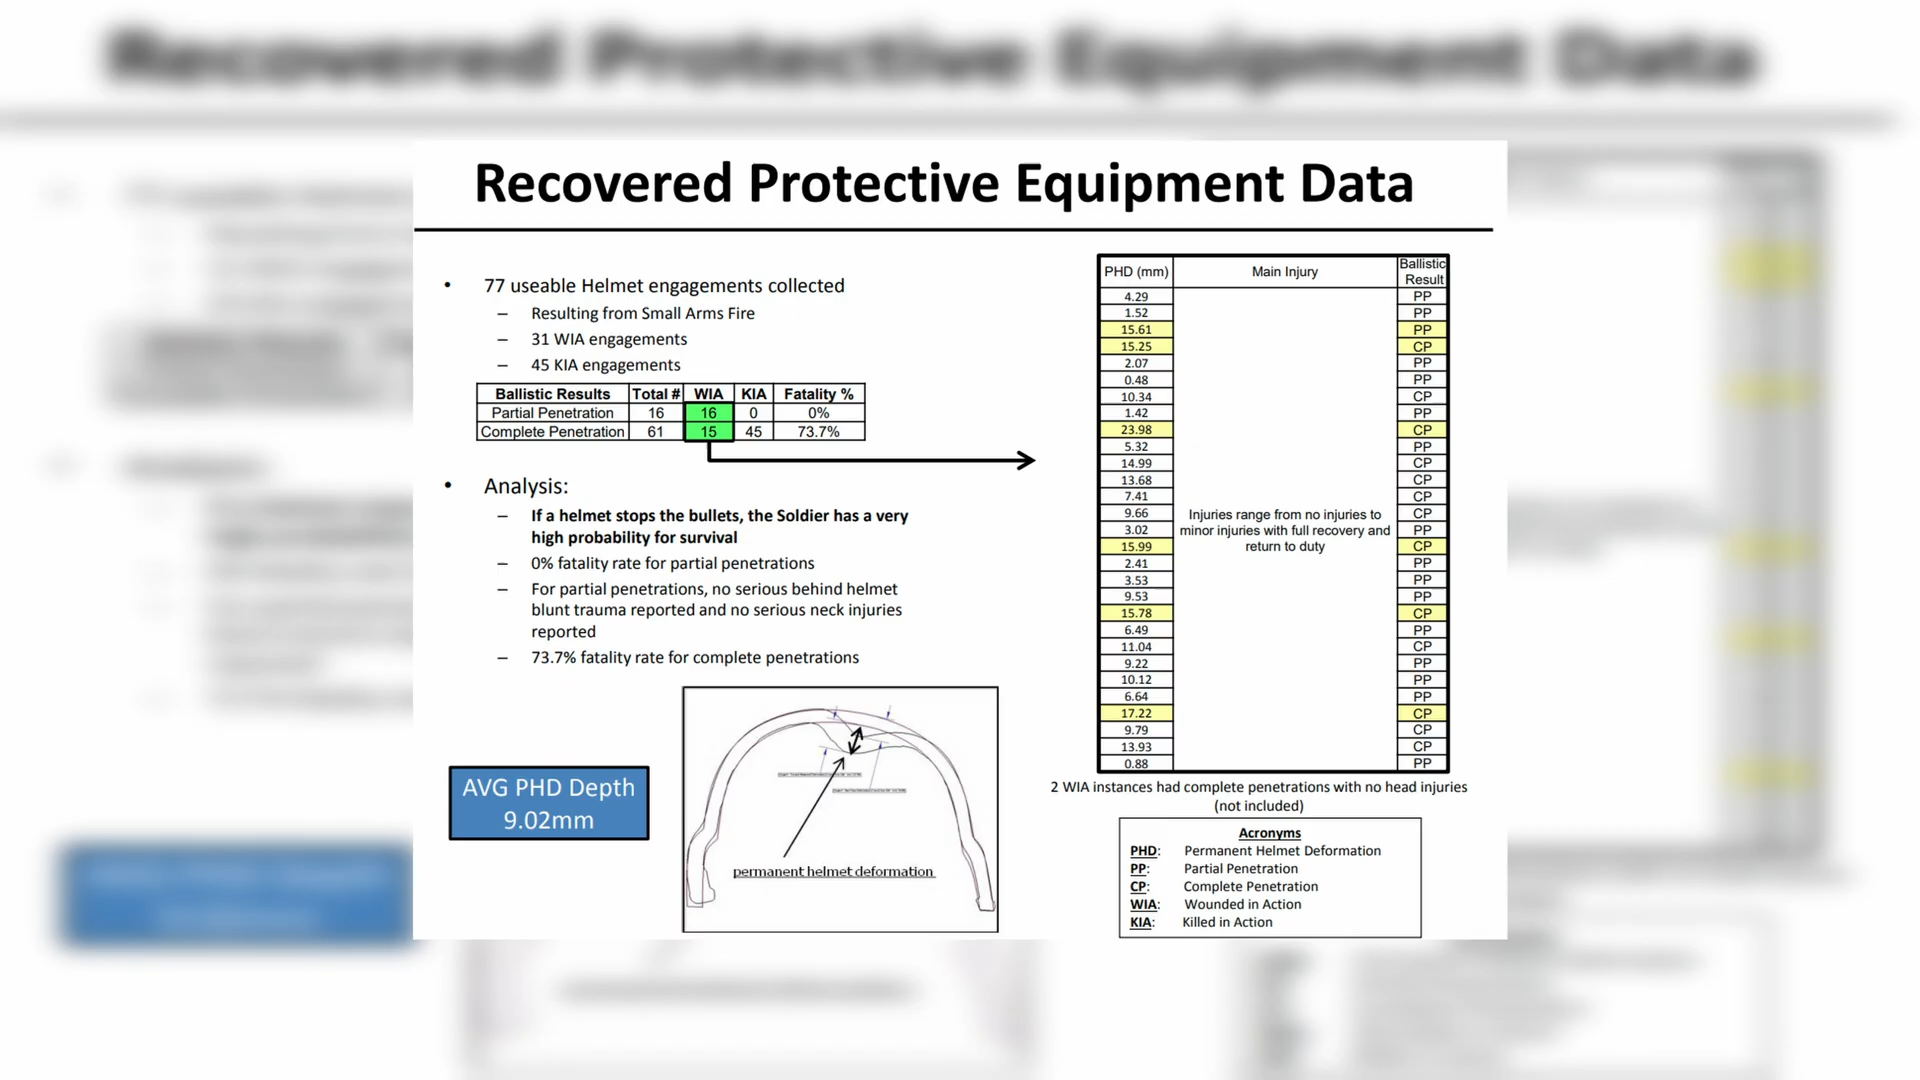 Recovered Protective Equipment Data
• 77 useable Helmet engagements collected
– Resulting from Small Arms Fire
– 31 WIA engagements
– 45 KIA engagements
Ballistic Results Total # WIA KIA Fatality %
Partial Penetration 16 16 0 0%
Complete Penetration 61 15 45 73.7%
• Analysis:
– If a helmet stops the bullets, the Soldier has a very
high probability for survival
– 0% fatality rate for partial penetrations
– For partial penetrations, no serious behind helmet
blunt trauma reported and no serious neck injuries
reported
– 73.7% fatality rate for complete penetrations
AVG PHD Depth
9.02mm
permanent helmet deformation
PHD (mm) Main Injury Ballistic
Result
4.29 PP
1.52 PP
15.61 PP
15.25 CP
2.07 PP
0.48 PP
10.34 CP
1.42 PP
23.98 CP
5.32 PP
14.99 CP
13.68 CP
7.41 CP
9.66 Injuries range from no injuries to CP
3.02 minor injuries with full recovery and PP
15.99 return to duty CP
2.41 PP
3.53 PP
9.53 PP
15.78 CP
6.49 PP
11.04 CP
9.22 PP
10.12 PP
6.64 PP
17.22 CP
9.79 CP
13.93 CP
0.88 PP
2 WIA instances had complete penetrations with no head injuries
(not included)
Acronyms
PHD: Permanent Helmet Deformation
PP: Partial Penetration
CP: Complete Penetration
WIA: Wounded in Action
KIA: Killed in Action